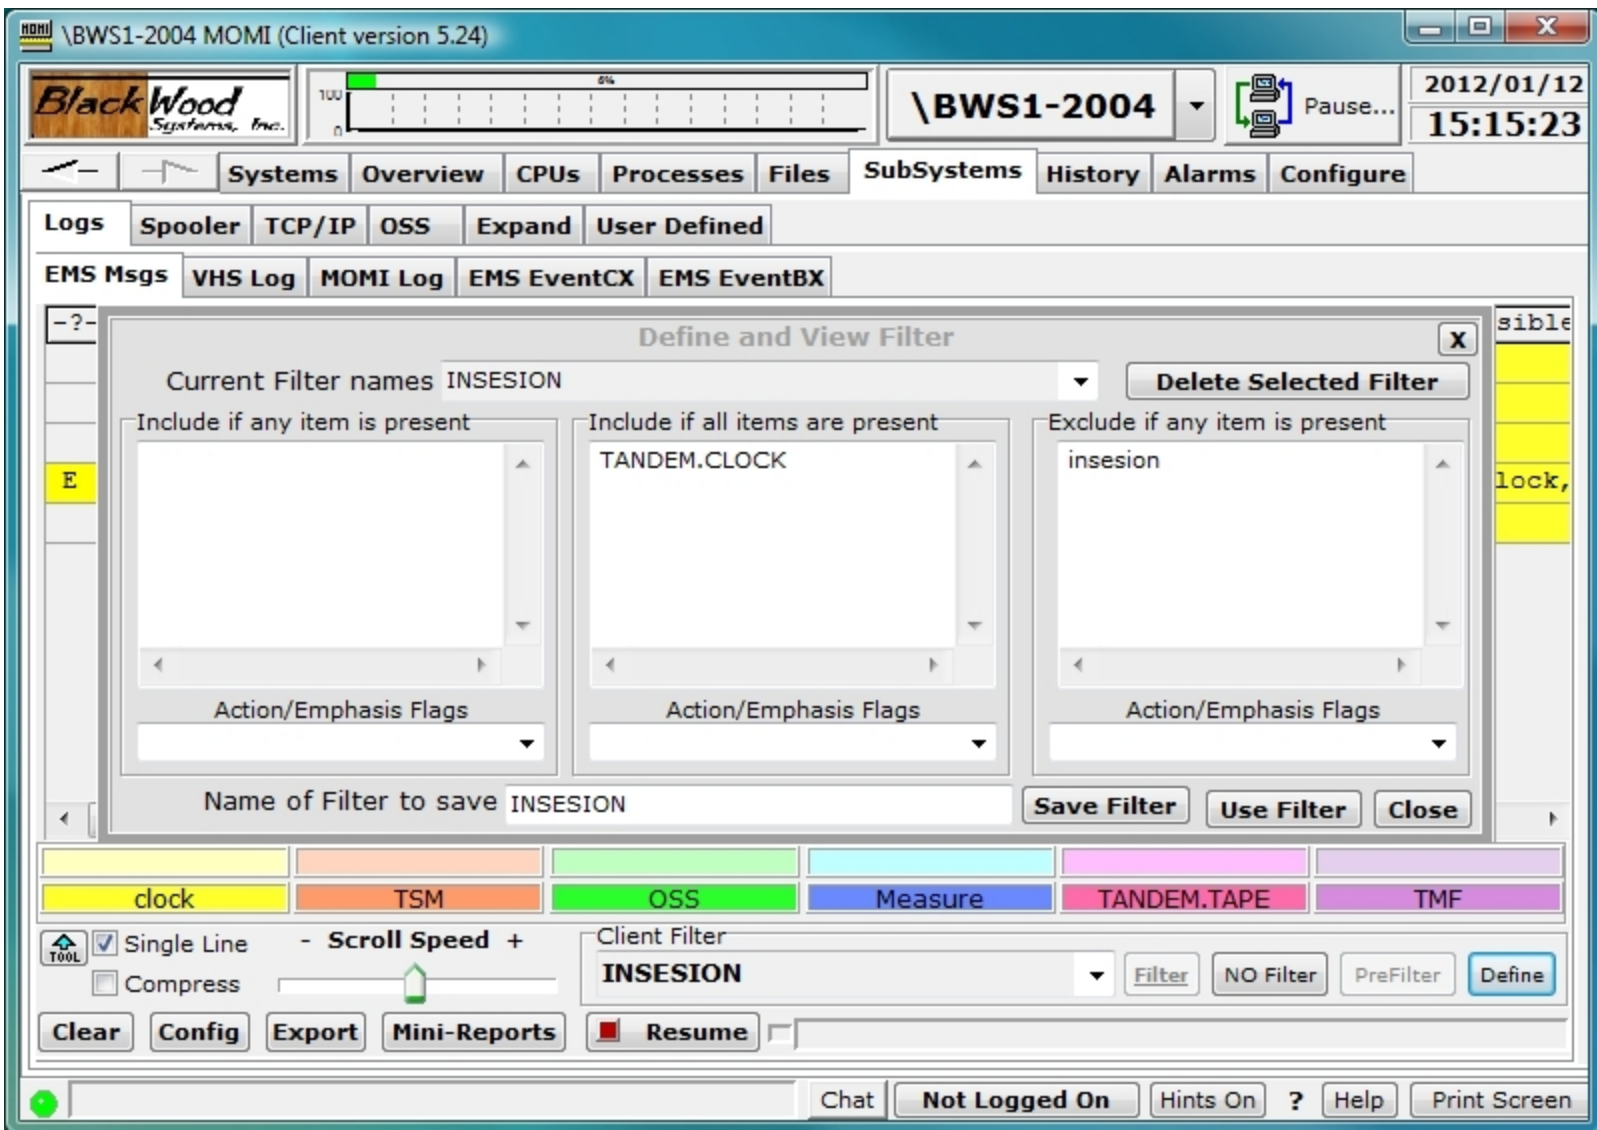 MOMI \BWS1-2004 MOMI (Client version 5.24)
BlackWood Systems, Inc.
100 6% 0
\BWS1-2004
Pause...
2012/01/12
15:15:23
Systems Overview CPUs Processes Files SubSystems History Alarms Configure
Logs Spooler TCP/IP OSS Expand User Defined
EMS Msgs VHS Log MOMI Log EMS EventCX EMS EventBX
-?- sible
Define and View Filter X
Current Filter names INSESION Delete Selected Filter
Include if any item is present Include if all items are present Exclude if any item is present
TANDEM.CLOCK insesion
E lock,
Action/Emphasis Flags Action/Emphasis Flags Action/Emphasis Flags
Name of Filter to save INSESION Save Filter Use Filter Close
clock TSM OSS Measure TANDEM.TAPE TMF
TOOL Single Line - Scroll Speed + Client Filter
Compress INSESION Filter NO Filter PreFilter Define
Clear Config Export Mini-Reports Resume
Chat Not Logged On Hints On ? Help Print Screen